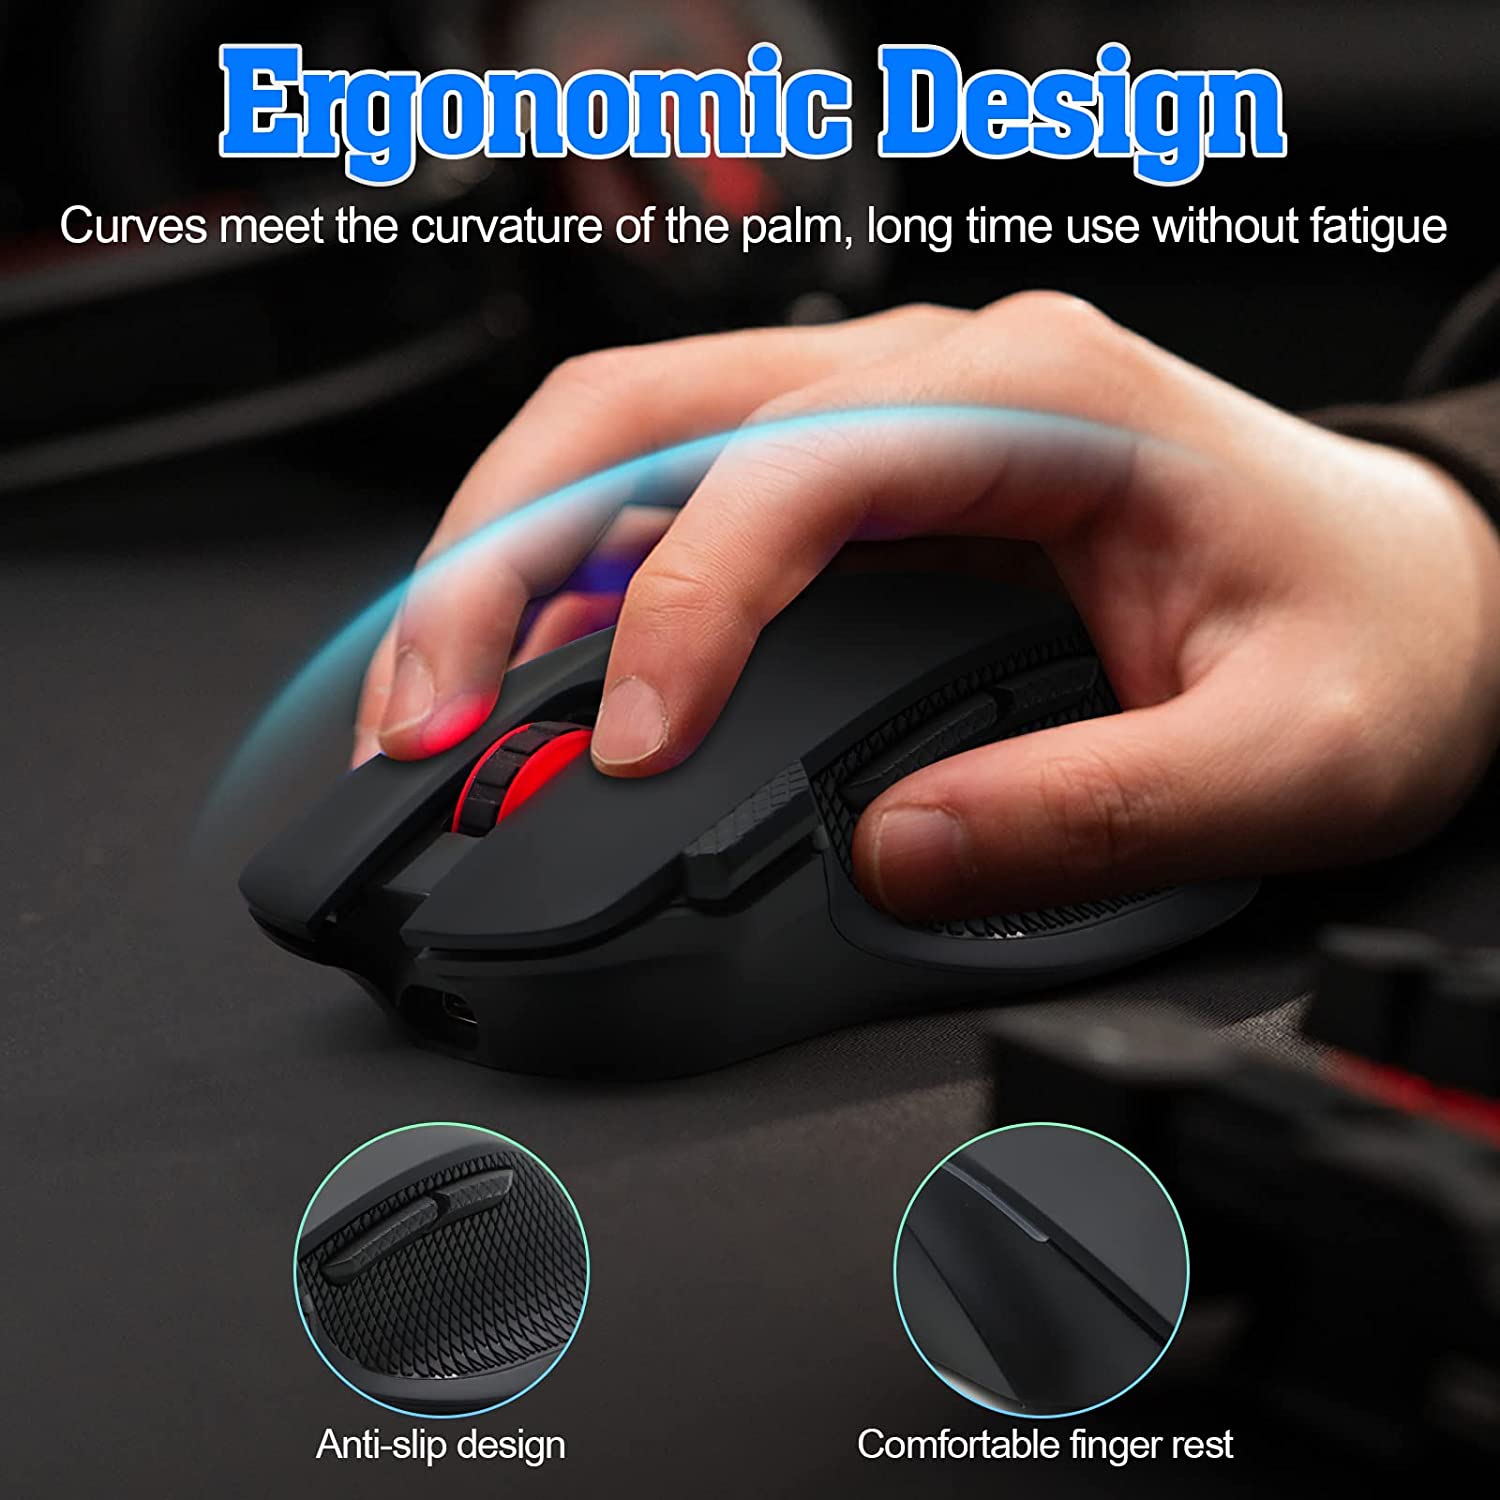 Ergonomic Design
Curves meet the curvature of the palm, long time use without fatigue
Anti-slip design
Comfortable finger rest